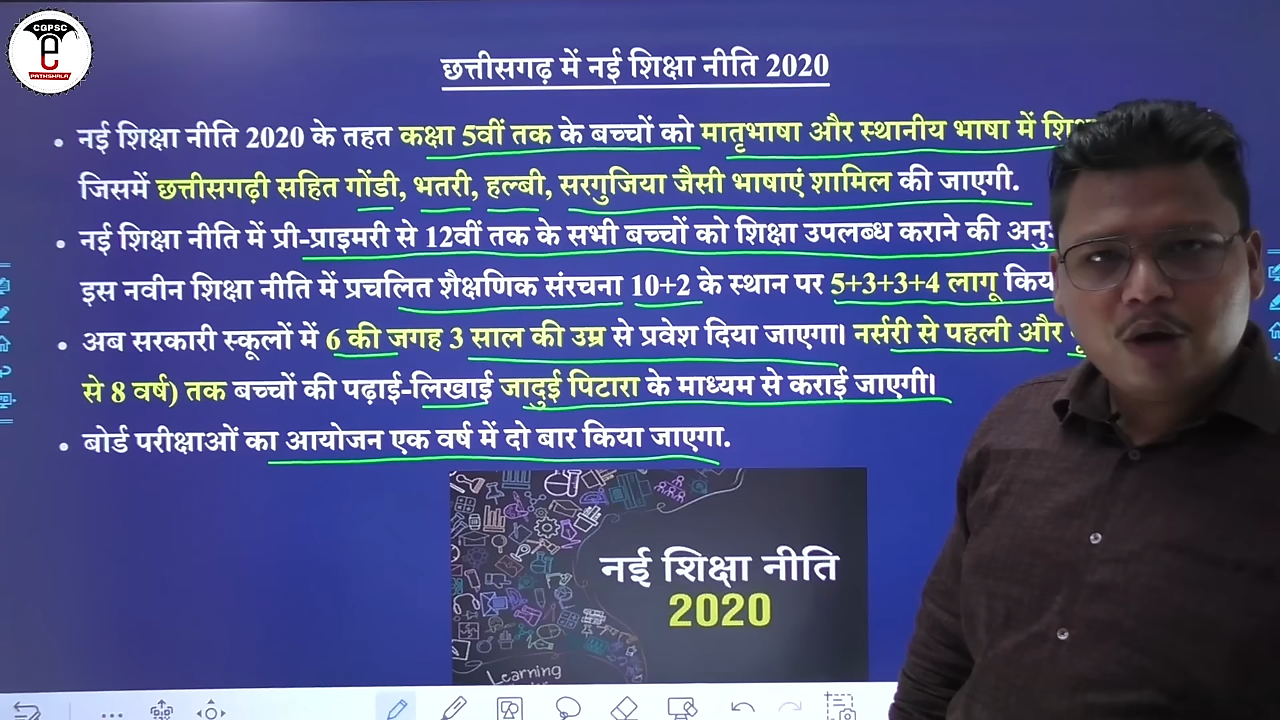 CGPSC
e
PATHSHALA
छत्तीसगढ़ में नई शिक्षा नीति 2020
• नई शिक्षा नीति 2020 के तहत कक्षा 5वीं तक के बच्चों को मातृभाषा और स्थानीय भाषा में
जिसमें छत्तीसगढ़ी सहित गोंडी, भतरी, हल्बी, सरगुजिया जैसी भाषाएं शामिल की जाएगी.
• नई शिक्षा नीति में प्री-प्राइमरी से 12वीं तक के सभी बच्चों को शिक्षा उपलब्ध कराने की
इस नवीन शिक्षा नीति में प्रचलित शैक्षणिक संरचना 10+2 के स्थान पर 5+3+3+4 लागू
• अब सरकारी स्कूलों में 6 की जगह 3 साल की उम्र से प्रवेश दिया जाएगा। नर्सरी से पहली और
से 8 वर्ष) तक बच्चों की पढ़ाई-लिखाई जादुई पिटारा के माध्यम से कराई जाएगी।
• बोर्ड परीक्षाओं का आयोजन एक वर्ष में दो बार किया जाएगा.
नई शिक्षा नीति
2020
Learning